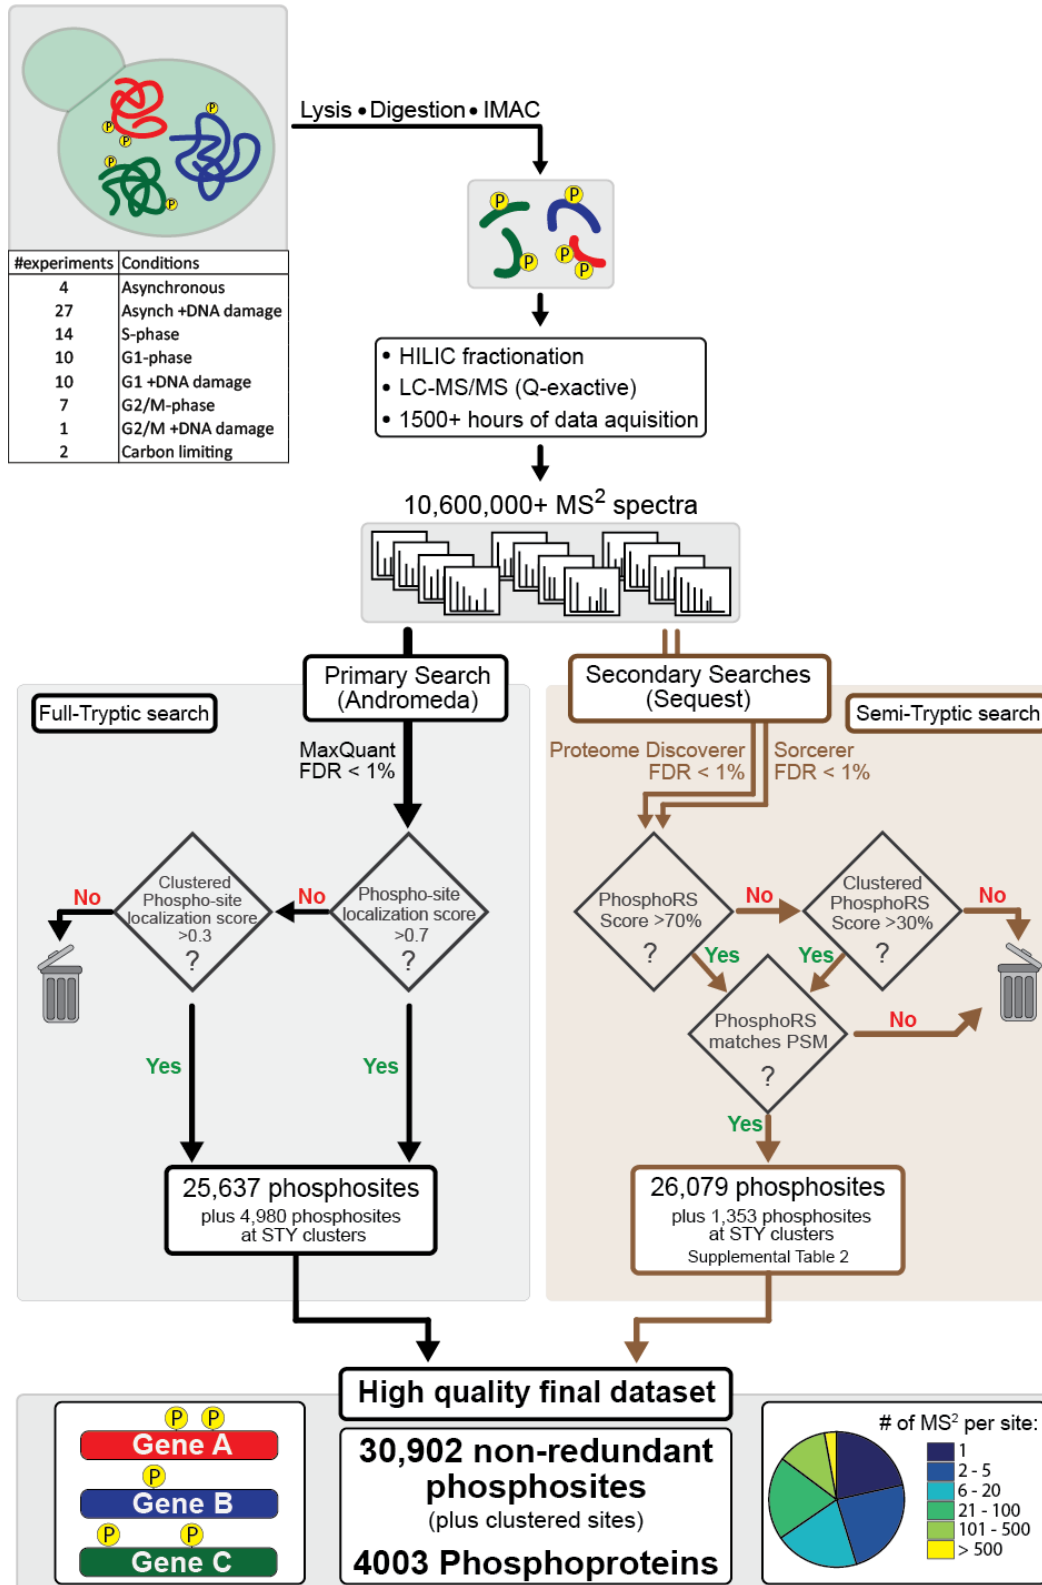 P
P
P
P
P
Lysis • Digestion • IMAC
P
P
P
P
P
#experiments Conditions
4 Asynchronous
27 Asynch +DNA damage
14 S-phase
10 G1-phase
10 G1 +DNA damage
7 G2/M-phase
1 G2/M +DNA damage
2 Carbon limiting
• HILIC fractionation
• LC-MS/MS (Q-exactive)
• 1500+ hours of data aquisition
10,600,000+ MS² spectra
Primary Search
(Andromeda)
Secondary Searches
(Sequest)
Full-Tryptic search
Semi-Tryptic search
MaxQuant
FDR < 1%
Proteome Discoverer
FDR < 1%
Sorcerer
FDR < 1%
Clustered
Phospho-site
localization score
>0.3
?
No
No
Phospho-site
localization score
>0.7
?
PhosphoRS
Score >70%
?
No
Clustered
PhosphoRS
Score >30%
?
No
Yes
Yes
PhosphoRS
matches PSM
?
No
Yes
Yes
Yes
25,637 phosphosites
plus 4,980 phosphosites
at STY clusters
26,079 phosphosites
plus 1,353 phosphosites
at STY clusters
Supplemental Table 2
High quality final dataset
P P
Gene A
P
Gene B
P P
Gene C
30,902 non-redundant
phosphosites
(plus clustered sites)
4003 Phosphoproteins
# of MS² per site:
1
2 - 5
6 - 20
21 - 100
101 - 500
> 500